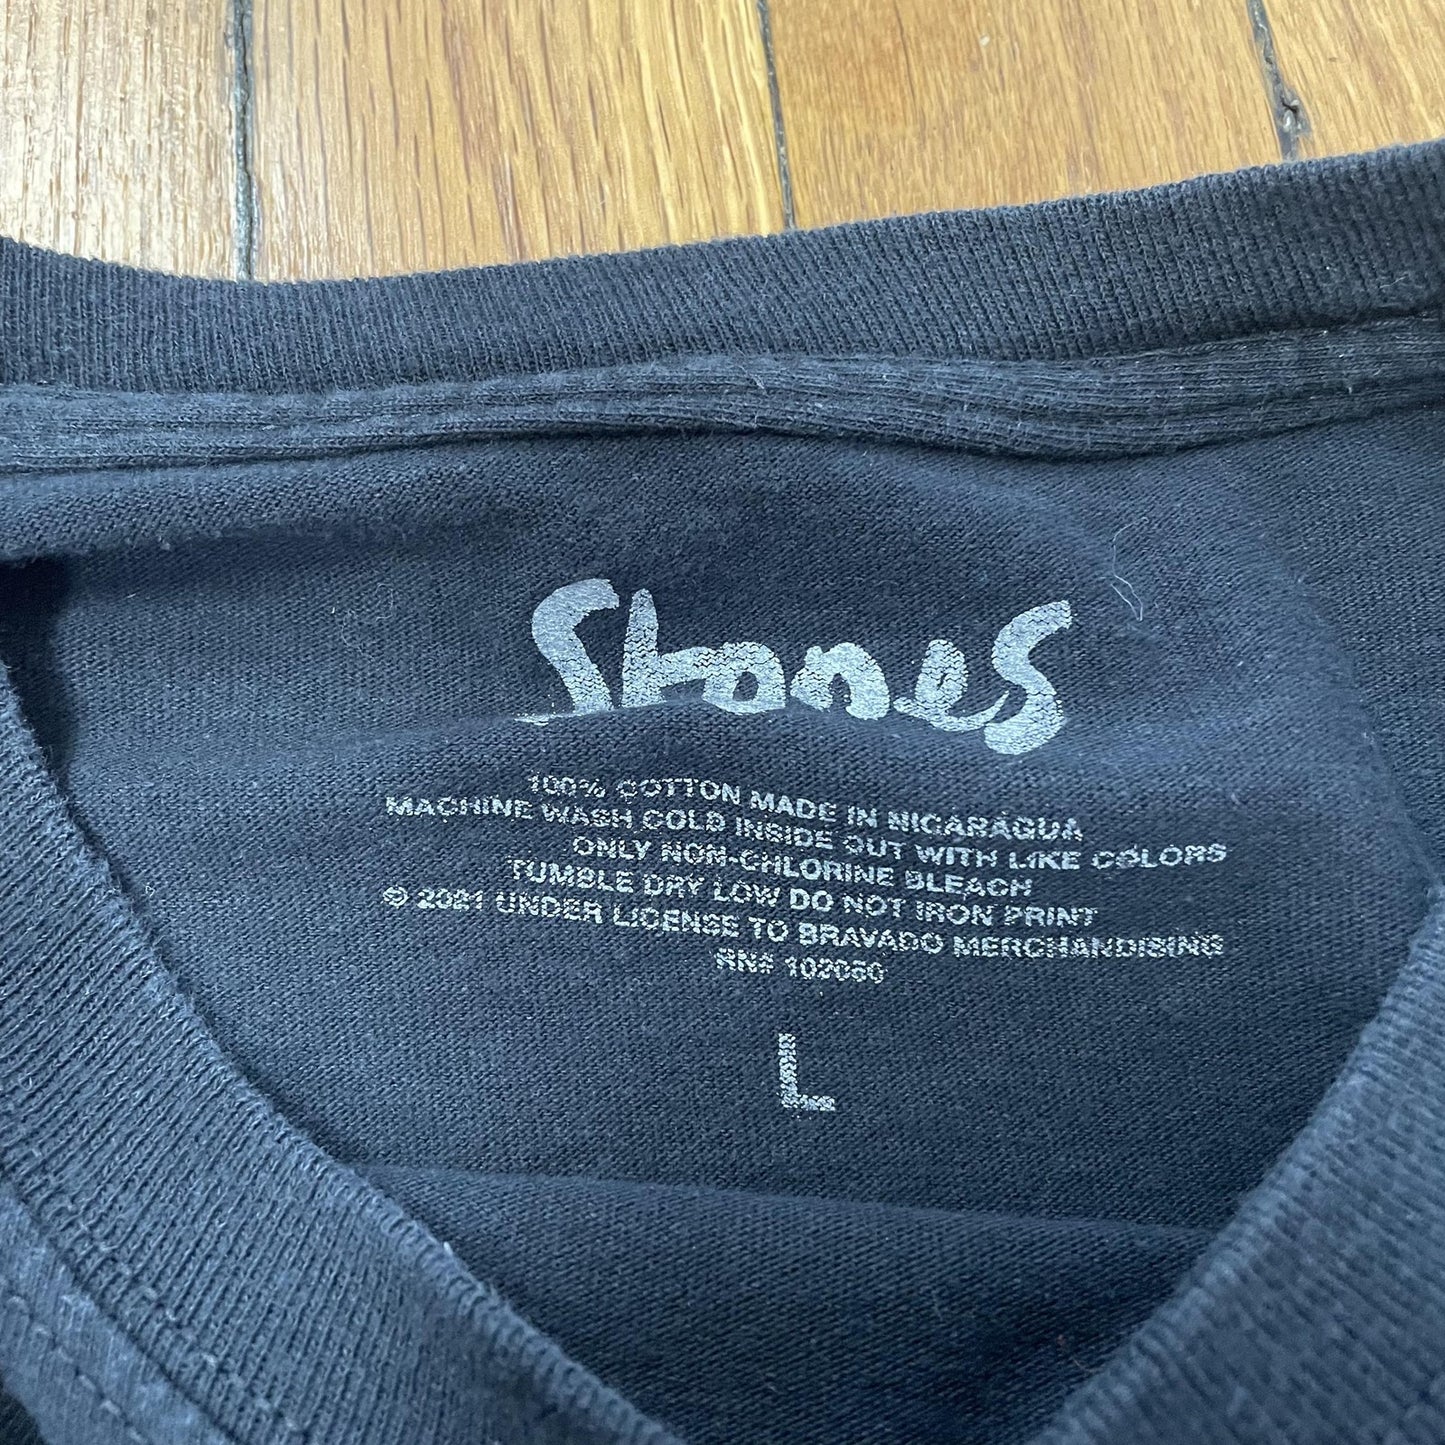 Stones
100% COTTON MADE IN NICARAGUA
MACHINE WASH COLD INSIDE OUT WITH LIKE COLORS
ONLY NON-CHLORINE BLEACH
TUMBLE DRY LOW DO NOT IRON PRINT
© 2021 UNDER LICENSE TO BRAVADO MERCHANDISING
RN# 102050
L